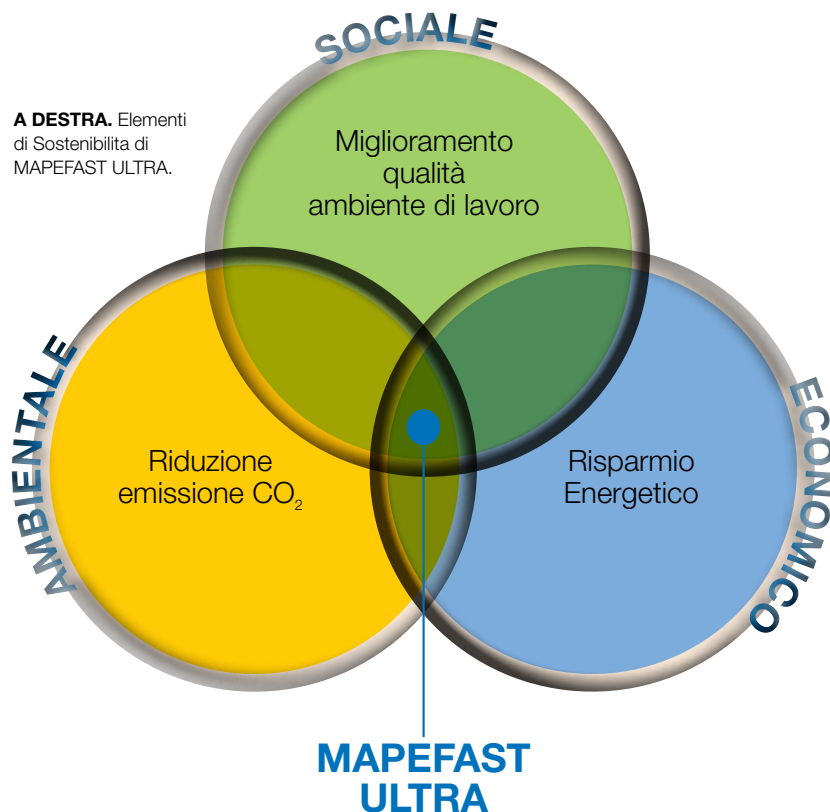 SOCIALE
A DESTRA. Elementi
di Sostenibilita di
MAPEFAST ULTRA.
Miglioramento
qualità
ambiente di lavoro
AMBIENTALE
Riduzione
emissione CO₂
Risparmio
Energetico
ECONOMICO
MAPEFAST
ULTRA